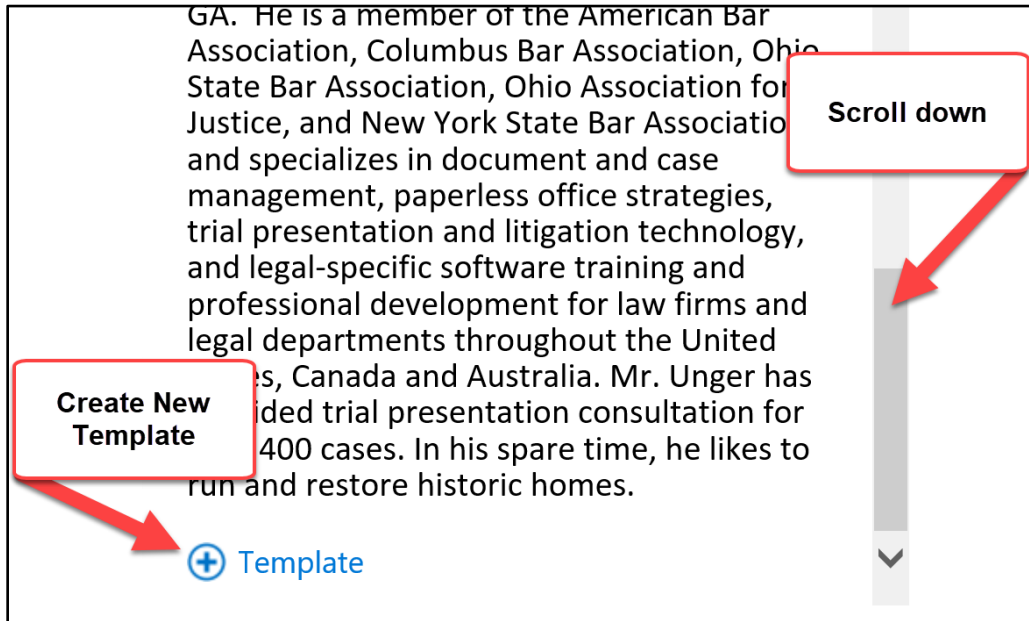 GA.  He is a member of the American Bar
Association, Columbus Bar Association, Ohio
State Bar Association, Ohio Association for
Justice, and New York State Bar Associatio
and specializes in document and case
management, paperless office strategies,
trial presentation and litigation technology,
and legal-specific software training and
professional development for law firms and
legal departments throughout the United
es, Canada and Australia. Mr. Unger has
ided trial presentation consultation for
400 cases. In his spare time, he likes to
run and restore historic homes.
Template
Scroll down
Create New
Template